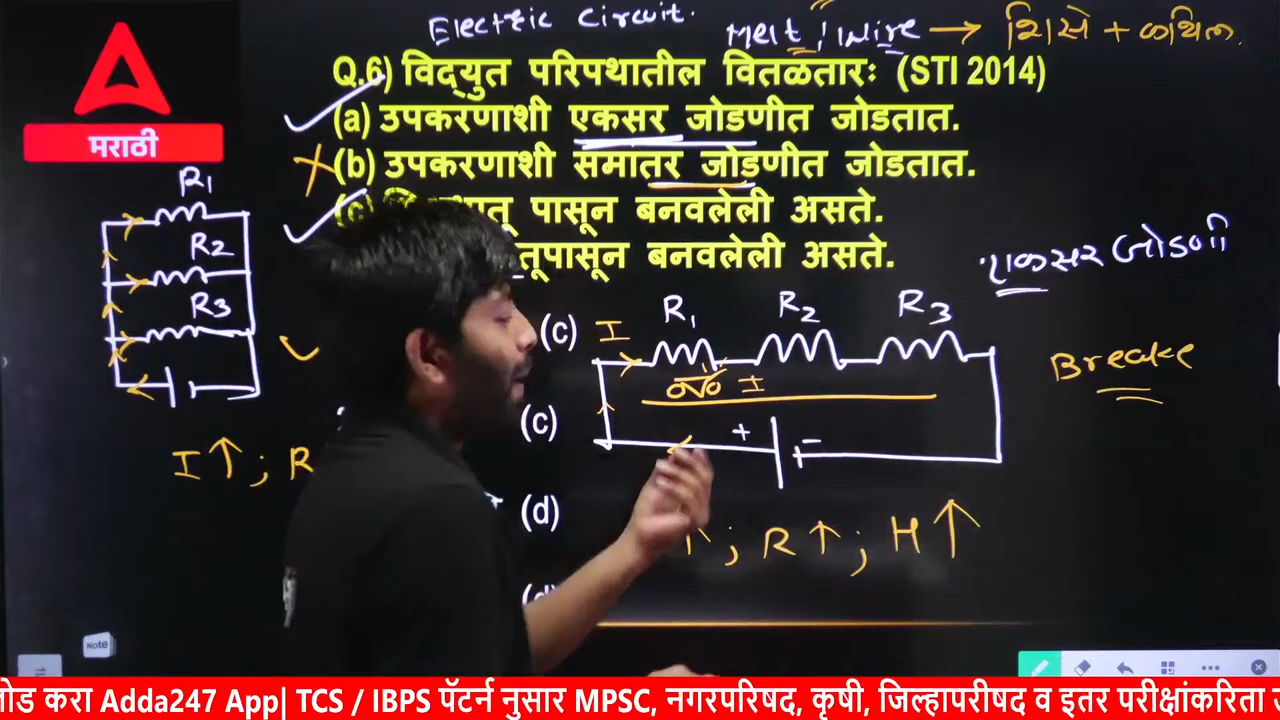 Electric Circuit.
Melt / Wire → शिसे + कथिल.
मराठी
Q.6) विद्युत परिपथातील वितळतारः (STI 2014)
(a) उपकरणाशी एकसर जोडणीत जोडतात.
(b) उपकरणाशी समातर जोडणीत जोडतात.
(c) पासून बनवलेली असते.
तूपासून बनवलेली असते.
एकसर जोडणी
R1
R2
R3
(c)
I
R1
R2
R3
I
Breake
(c)
+
-
I↑ ; R
(d)
; R↑ ; H↑
Note
जोड करा Adda247 App| TCS / IBPS पॅटर्न नुसार MPSC, नगरपरिषद, कृषी, जिल्हापरीषद व इतर परीक्षांकरिता